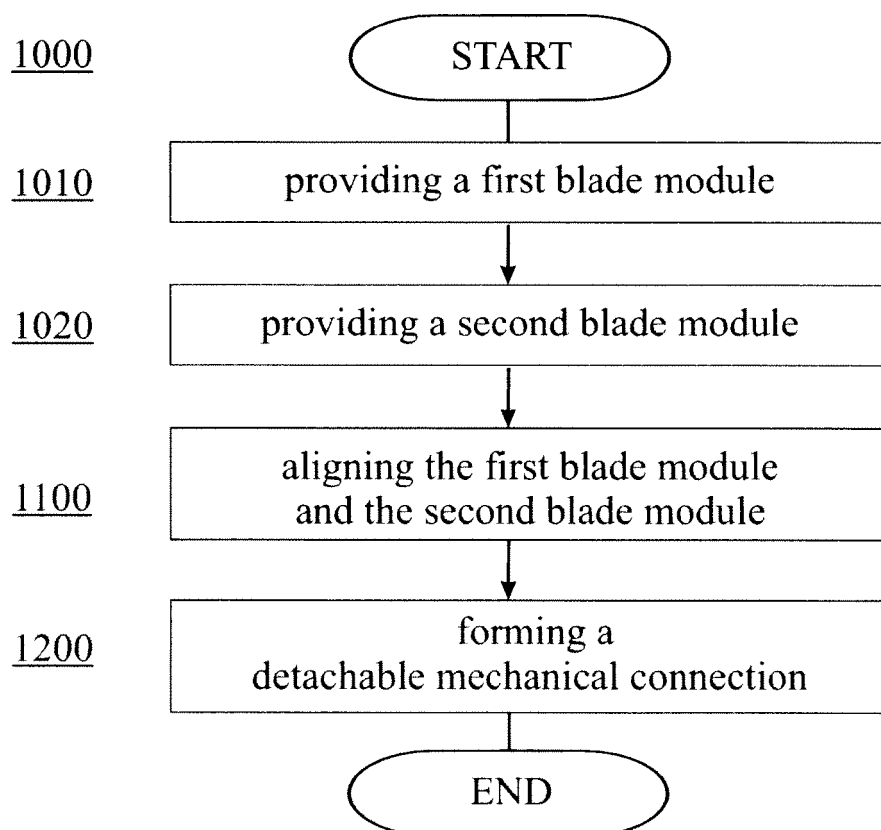 1000 START
1010 providing a first blade module
1020 providing a second blade module
aligning the first blade module
1100
and the second blade module
forming a
1200
detachable mechanical connection
END